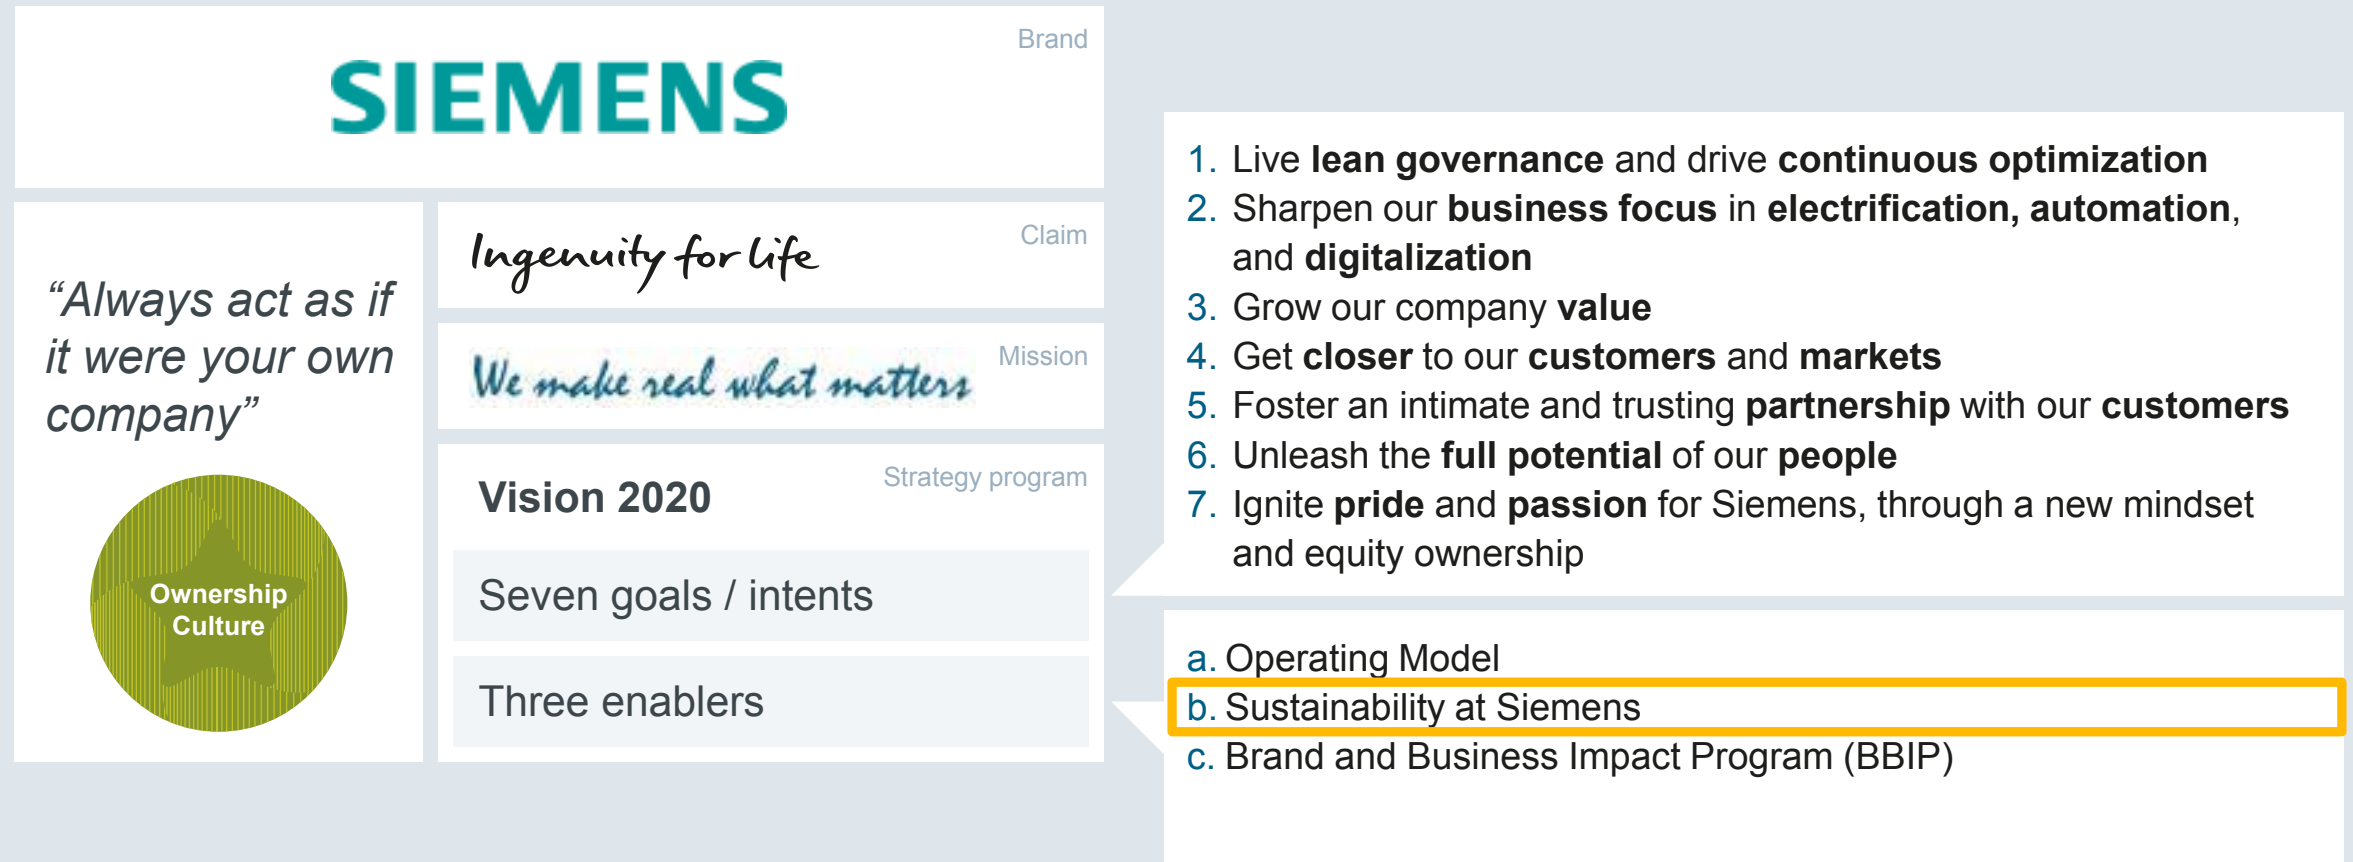 Brand
SIEMENS
“Always act as if
it were your own
company”
Ownership
Culture
Ingenuity for life
Claim
We make real what matters
Mission
Vision 2020
Strategy program
Seven goals / intents
Three enablers
1. Live lean governance and drive continuous optimization
2. Sharpen our business focus in electrification, automation,
and digitalization
3. Grow our company value
4. Get closer to our customers and markets
5. Foster an intimate and trusting partnership with our customers
6. Unleash the full potential of our people
7. Ignite pride and passion for Siemens, through a new mindset
and equity ownership
a. Operating Model
b. Sustainability at Siemens
c. Brand and Business Impact Program (BBIP)